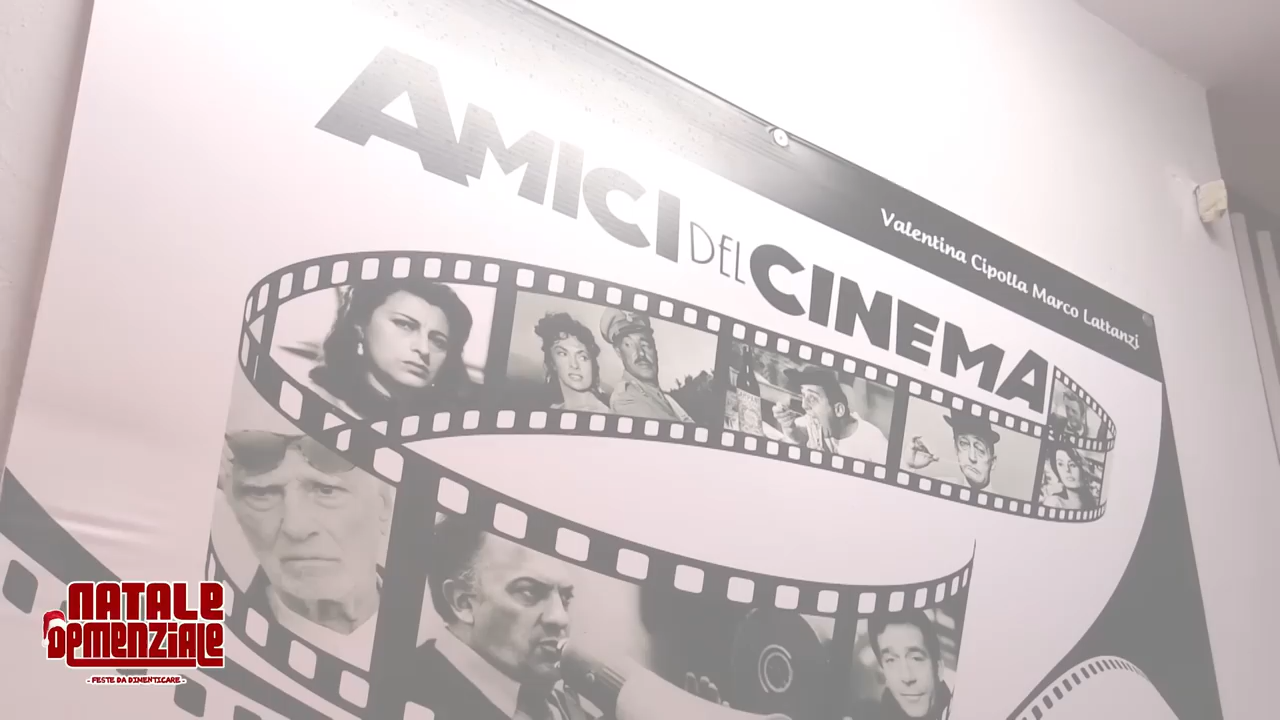 AMICI DEL CINEMA
Valentina Cipolla Marco Lattanzi
NATALE
DEMENZIALE
- FESTE DA DIMENTICARE -